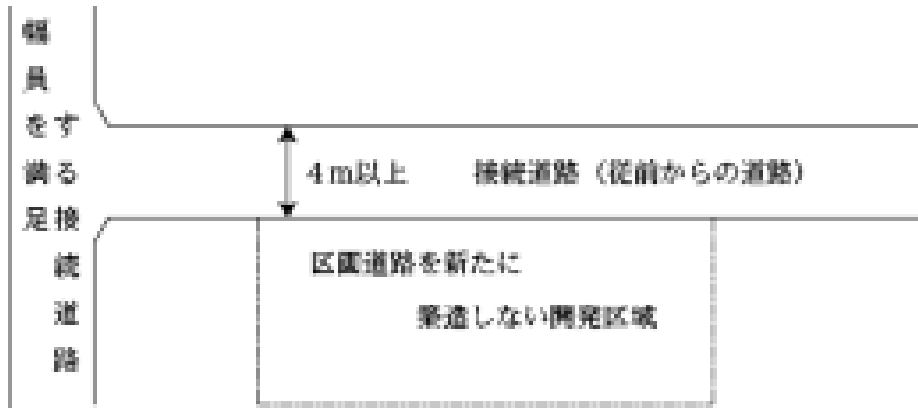 幅員を満足
する接続道路
4m以上
接続道路（従前からの道路）
区画道路を新たに
築造しない開発区域